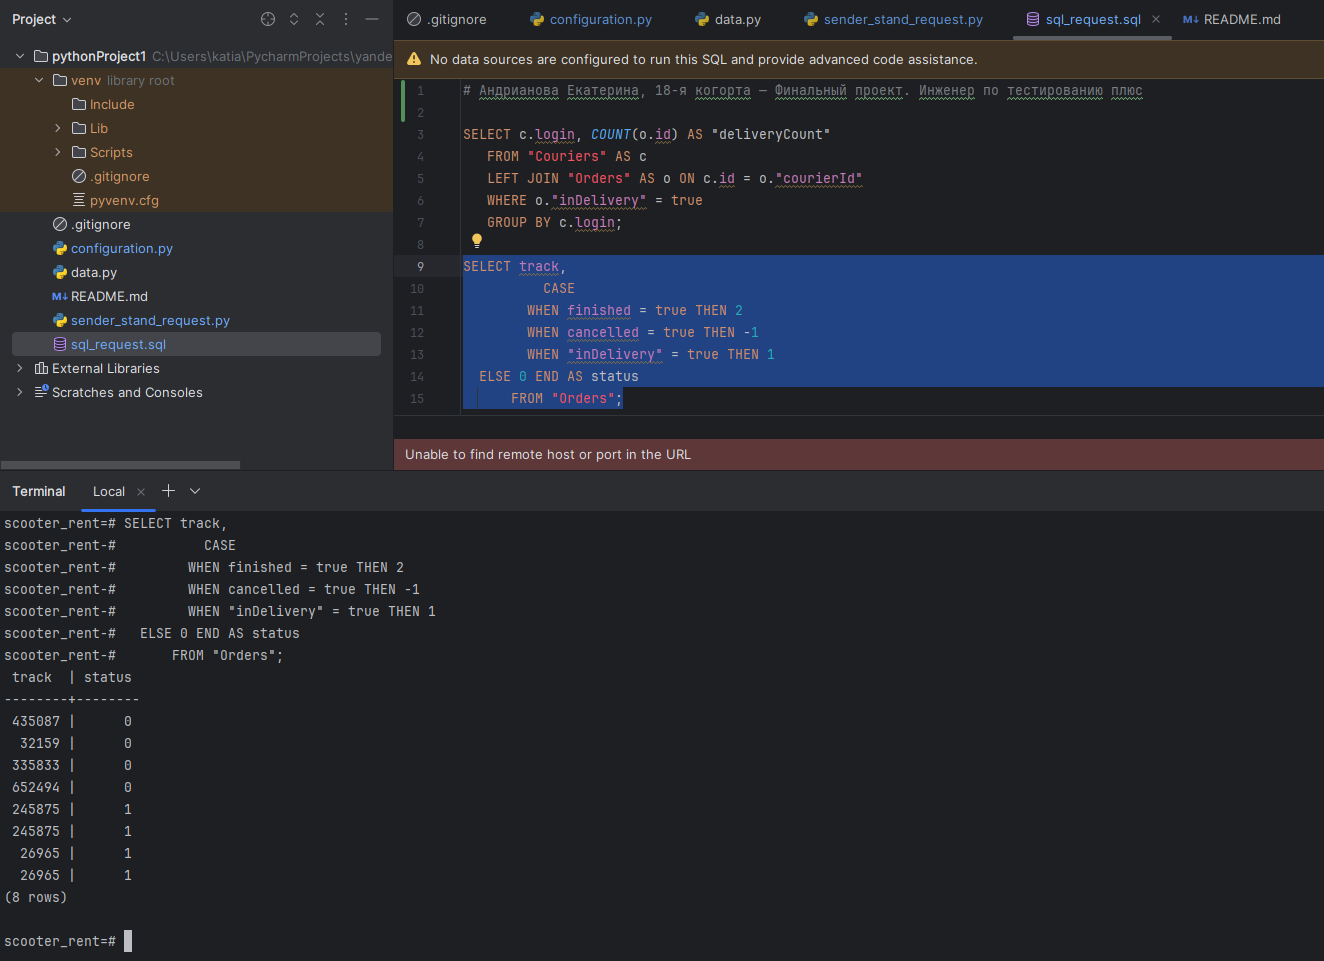 Project
pythonProject1 C:\Users\katia\PycharmProjects\yande
venv library root
Include
Lib
Scripts
.gitignore
pyvenv.cfg
.gitignore
configuration.py
data.py
M↓ README.md
sender_stand_request.py
sql_request.sql
External Libraries
Scratches and Consoles
.gitignore configuration.py data.py sender_stand_request.py sql_request.sql M↓ README.md
No data sources are configured to run this SQL and provide advanced code assistance.
1 # Андрианова Екатерина, 18-я когорта — Финальный проект. Инженер по тестированию плюс
2
3 SELECT c.login, COUNT(o.id) AS "deliveryCount"
4 FROM "Couriers" AS c
5 LEFT JOIN "Orders" AS o ON c.id = o."courierId"
6 WHERE o."inDelivery" = true
7 GROUP BY c.login;
8
9 SELECT track,
10 CASE
11 WHEN finished = true THEN 2
12 WHEN cancelled = true THEN -1
13 WHEN "inDelivery" = true THEN 1
14 ELSE 0 END AS status
15 FROM "Orders";
Unable to find remote host or port in the URL
Terminal Local
scooter_rent=# SELECT track,
scooter_rent-# CASE
scooter_rent-# WHEN finished = true THEN 2
scooter_rent-# WHEN cancelled = true THEN -1
scooter_rent-# WHEN "inDelivery" = true THEN 1
scooter_rent-# ELSE 0 END AS status
scooter_rent-# FROM "Orders";
track | status
--------+--------
435087 | 0
32159 | 0
335833 | 0
652494 | 0
245875 | 1
245875 | 1
26965 | 1
26965 | 1
(8 rows)
scooter_rent=#